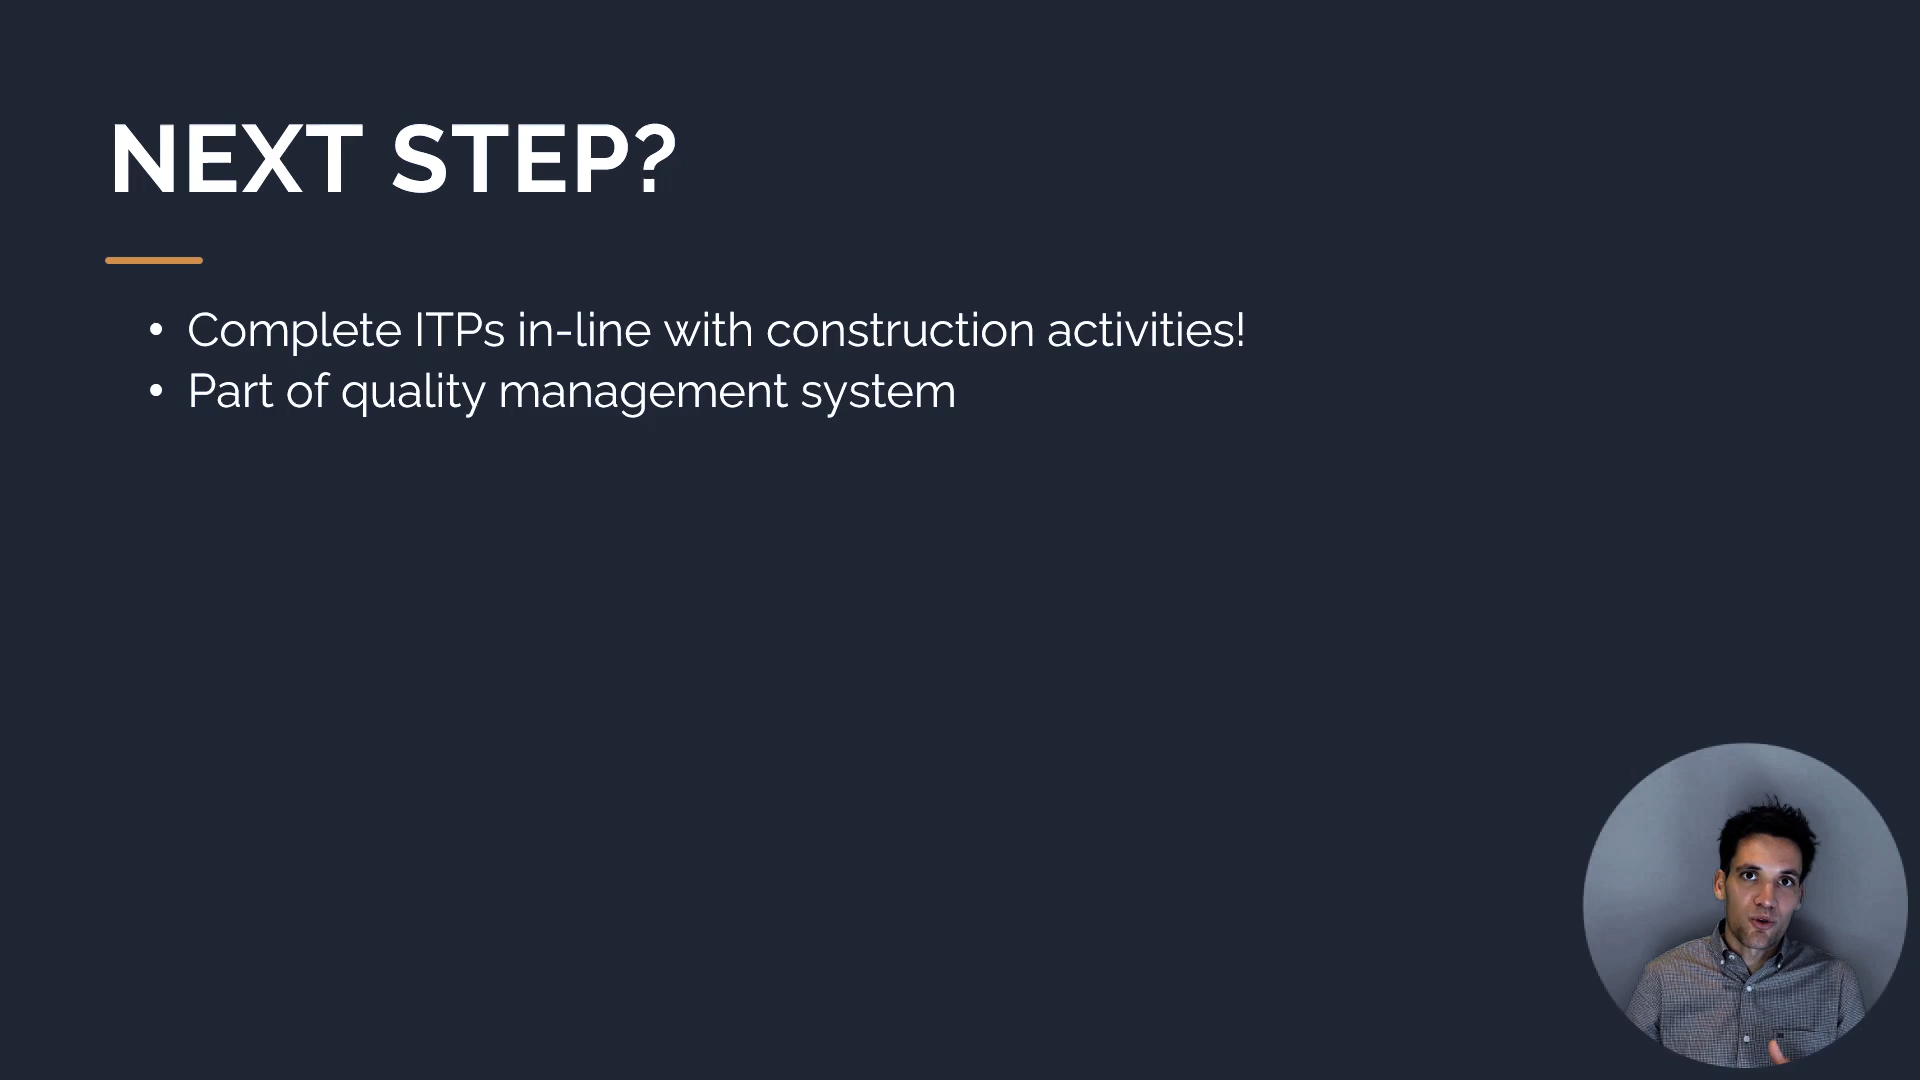 NEXT STEP?
• Complete ITPs in-line with construction activities!
• Part of quality management system